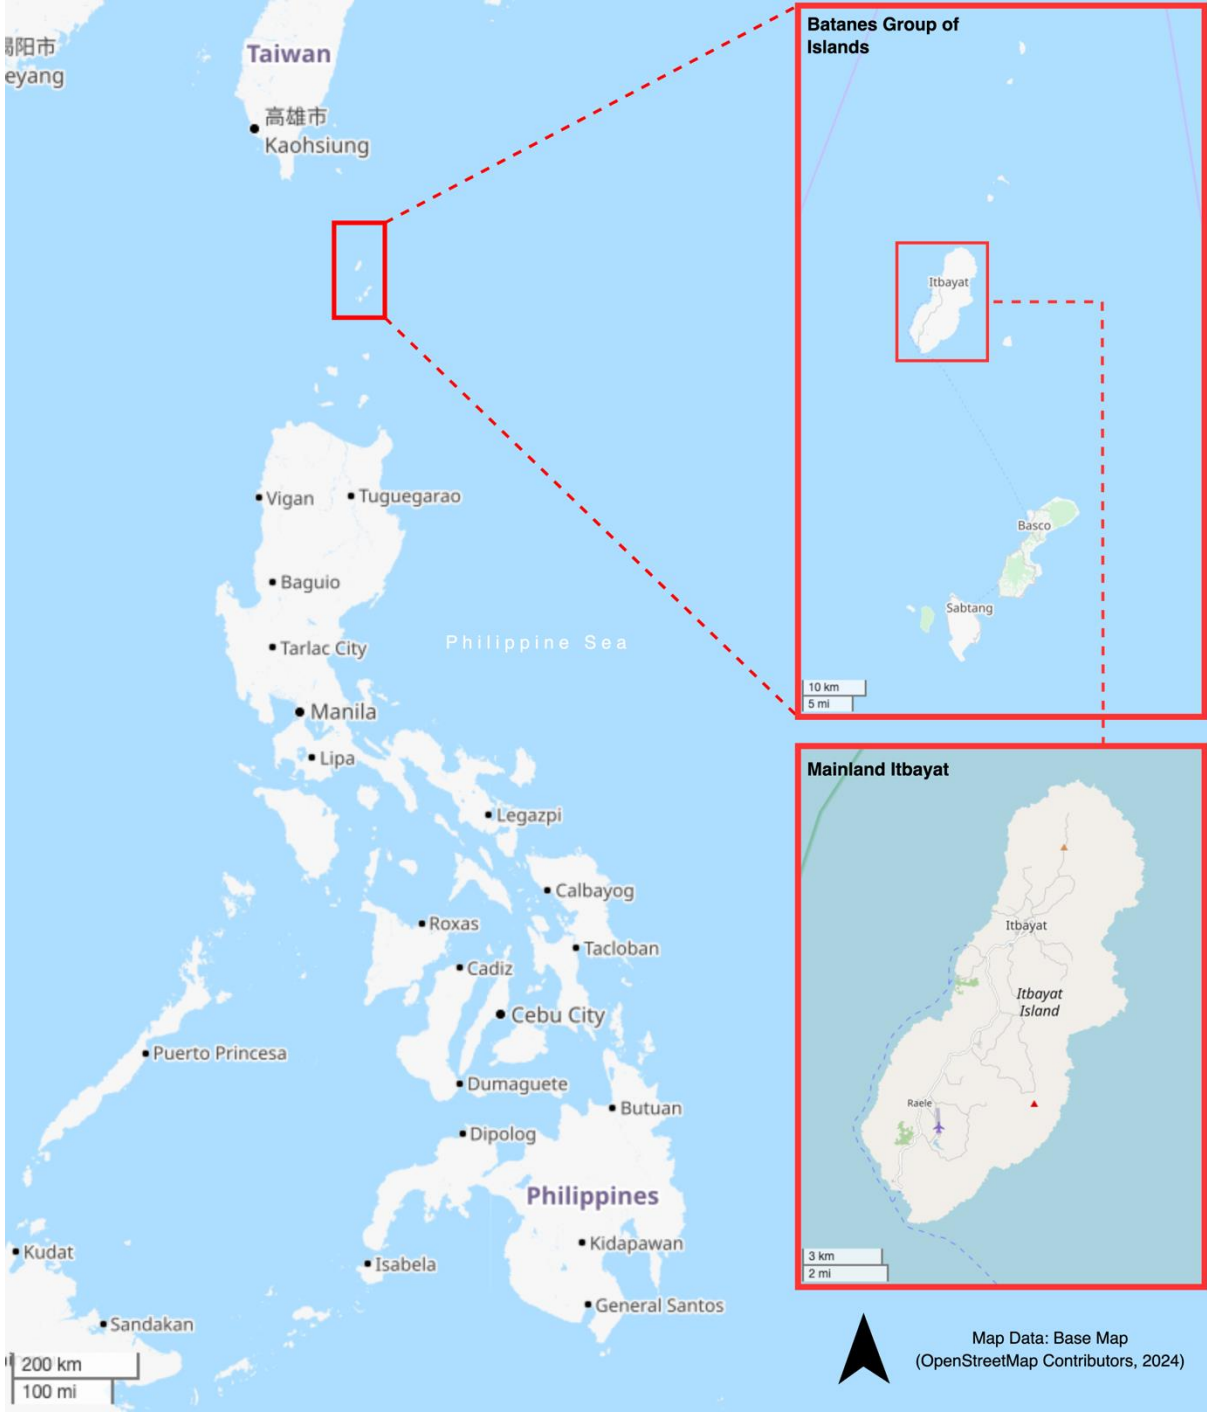 揭阳市
eyang
Taiwan
高雄市
Kaohsiung
Vigan
Tuguegarao
Baguio
Tarlac City
Philippine Sea
Manila
Lipa
Legazpi
Calbayog
Roxas
Tacloban
Cadiz
Cebu City
Puerto Princesa
Dumaguete
Butuan
Dipolog
Philippines
Kudat
Kidapawan
Isabela
General Santos
Sandakan
200 km
100 mi
Batanes Group of
Islands
Itbayat
Basco
Sabtang
10 km
5 mi
Mainland Itbayat
Itbayat
Itbayat
Island
Raele
3 km
2 mi
Map Data: Base Map
(OpenStreetMap Contributors, 2024)